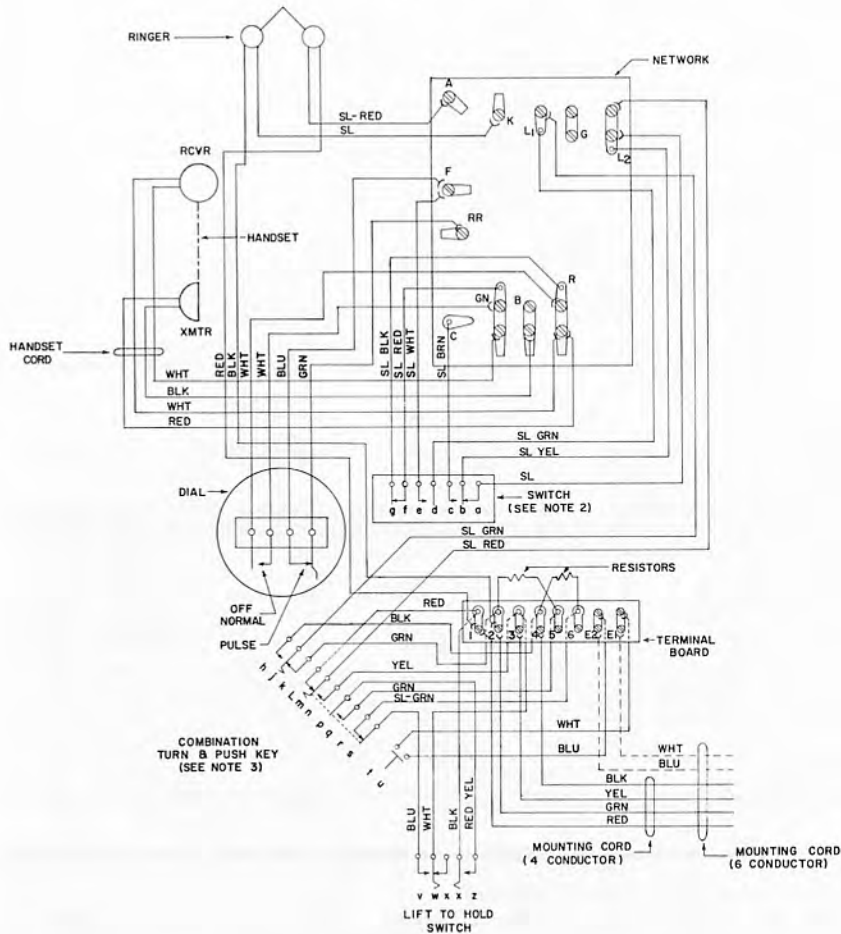 RINGER
NETWORK
A
K
L1
G
L2
SL-RED
SL
RCVR
F
RR
HANDSET
R
GN
B
XMTR
C
HANDSET
CORD
RED
BLK
WHT
WHT
BLU
GRN
SL BLK
SL RED
SL WHT
SL BRN
WHT
BLK
WHT
RED
SL GRN
SL YEL
SL
DIAL
g f e d c b a
SWITCH
(SEE NOTE 2)
SL GRN
SL RED
RESISTORS
OFF
NORMAL
PULSE
RED
BLK
GRN
YEL
GRN
SL-GRN
1 2 3 4 5 6 E2 E1
TERMINAL
BOARD
h j k L m n p q r s t u
COMBINATION
TURN & PUSH KEY
(SEE NOTE 3)
WHT
BLU
WHT
BLU
BLK
YEL
GRN
RED
BLU
WHT
BLK
RED YEL
MOUNTING CORD
(4 CONDUCTOR)
MOUNTING CORD
(6 CONDUCTOR)
v w x x z
LIFT TO HOLD
SWITCH